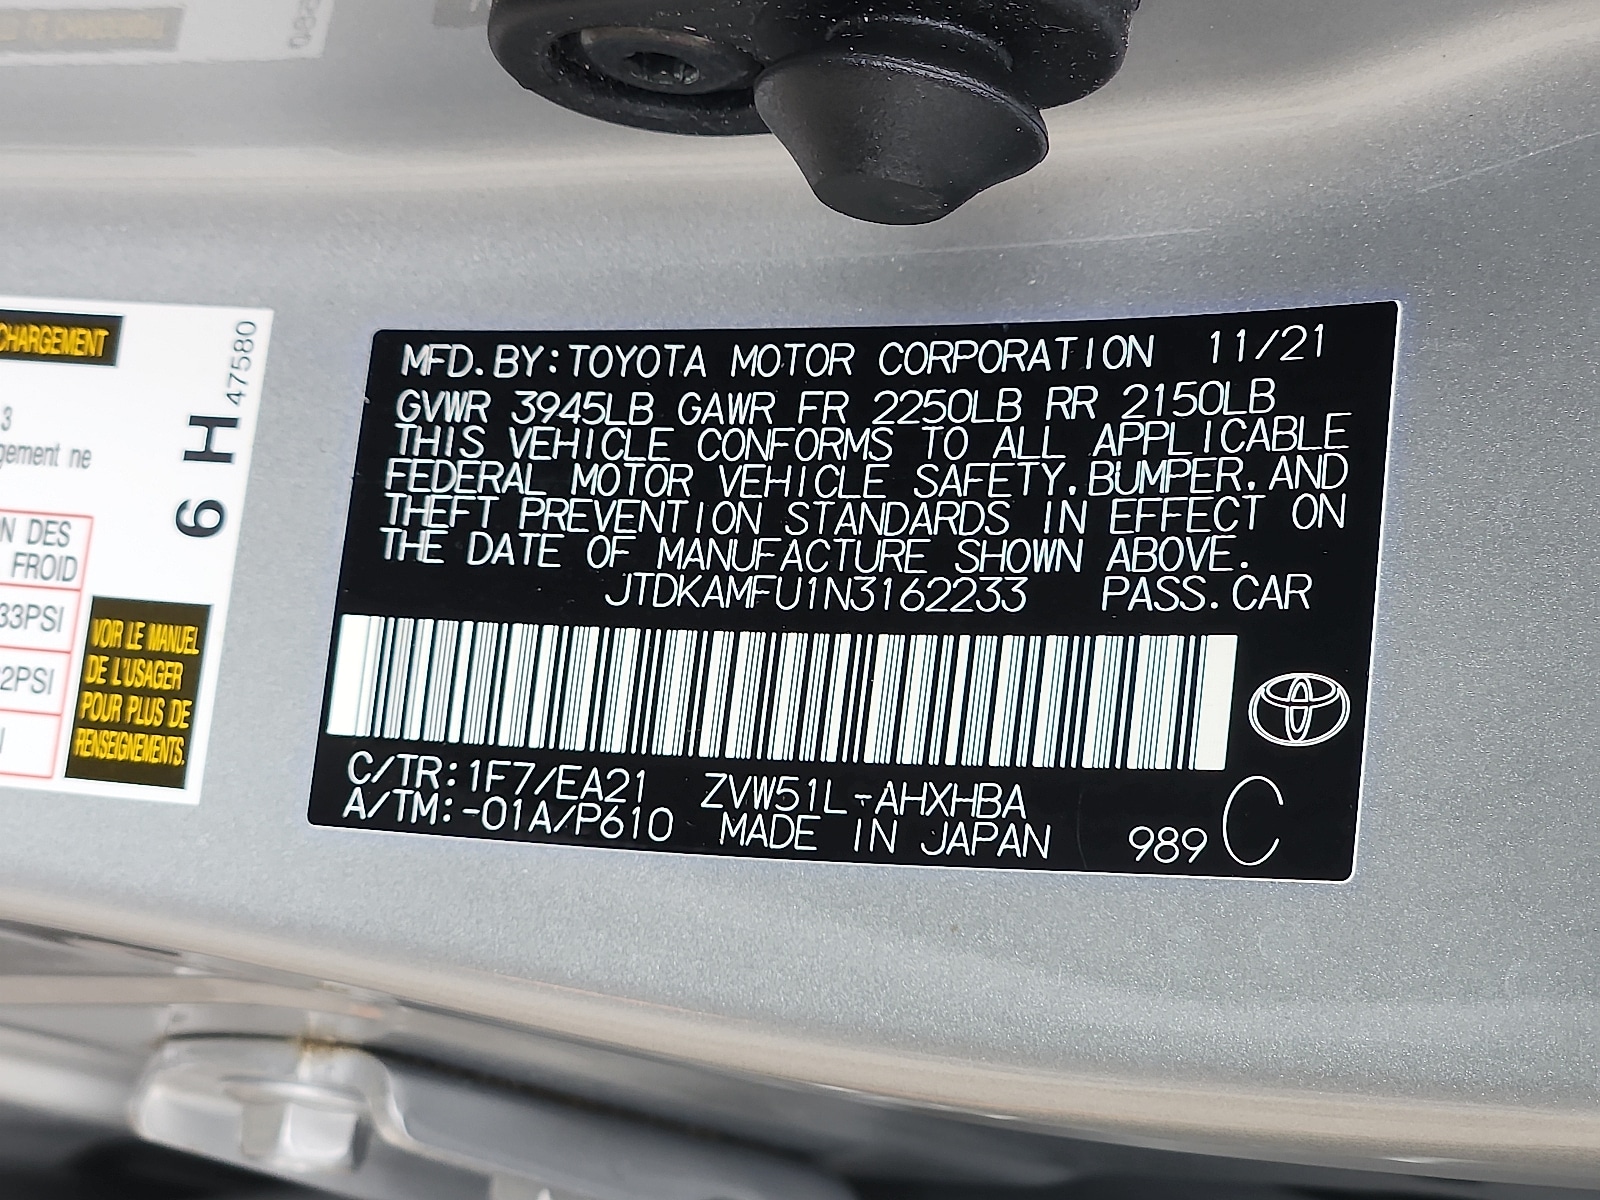 CHARGEMENT
47580
6 H
3
gement ne
N DES
FROID
33PSI
2PSI
VOIR LE MANUEL
DE L'USAGER
POUR PLUS DE
RENSEIGNEMENTS.
MFD. BY: TOYOTA MOTOR CORPORATION 11/21
GVWR 3945LB GAWR FR 2250LB RR 2150LB
THIS VEHICLE CONFORMS TO ALL APPLICABLE
FEDERAL MOTOR VEHICLE SAFETY, BUMPER, AND
THEFT PREVENTION STANDARDS IN EFFECT ON
THE DATE OF MANUFACTURE SHOWN ABOVE.
JTDKAMFU1N3162233 PASS. CAR
C/TR: 1F7/EA21 ZVW51L-AHXHBA
A/TM: -01A/P610 MADE IN JAPAN 989 C